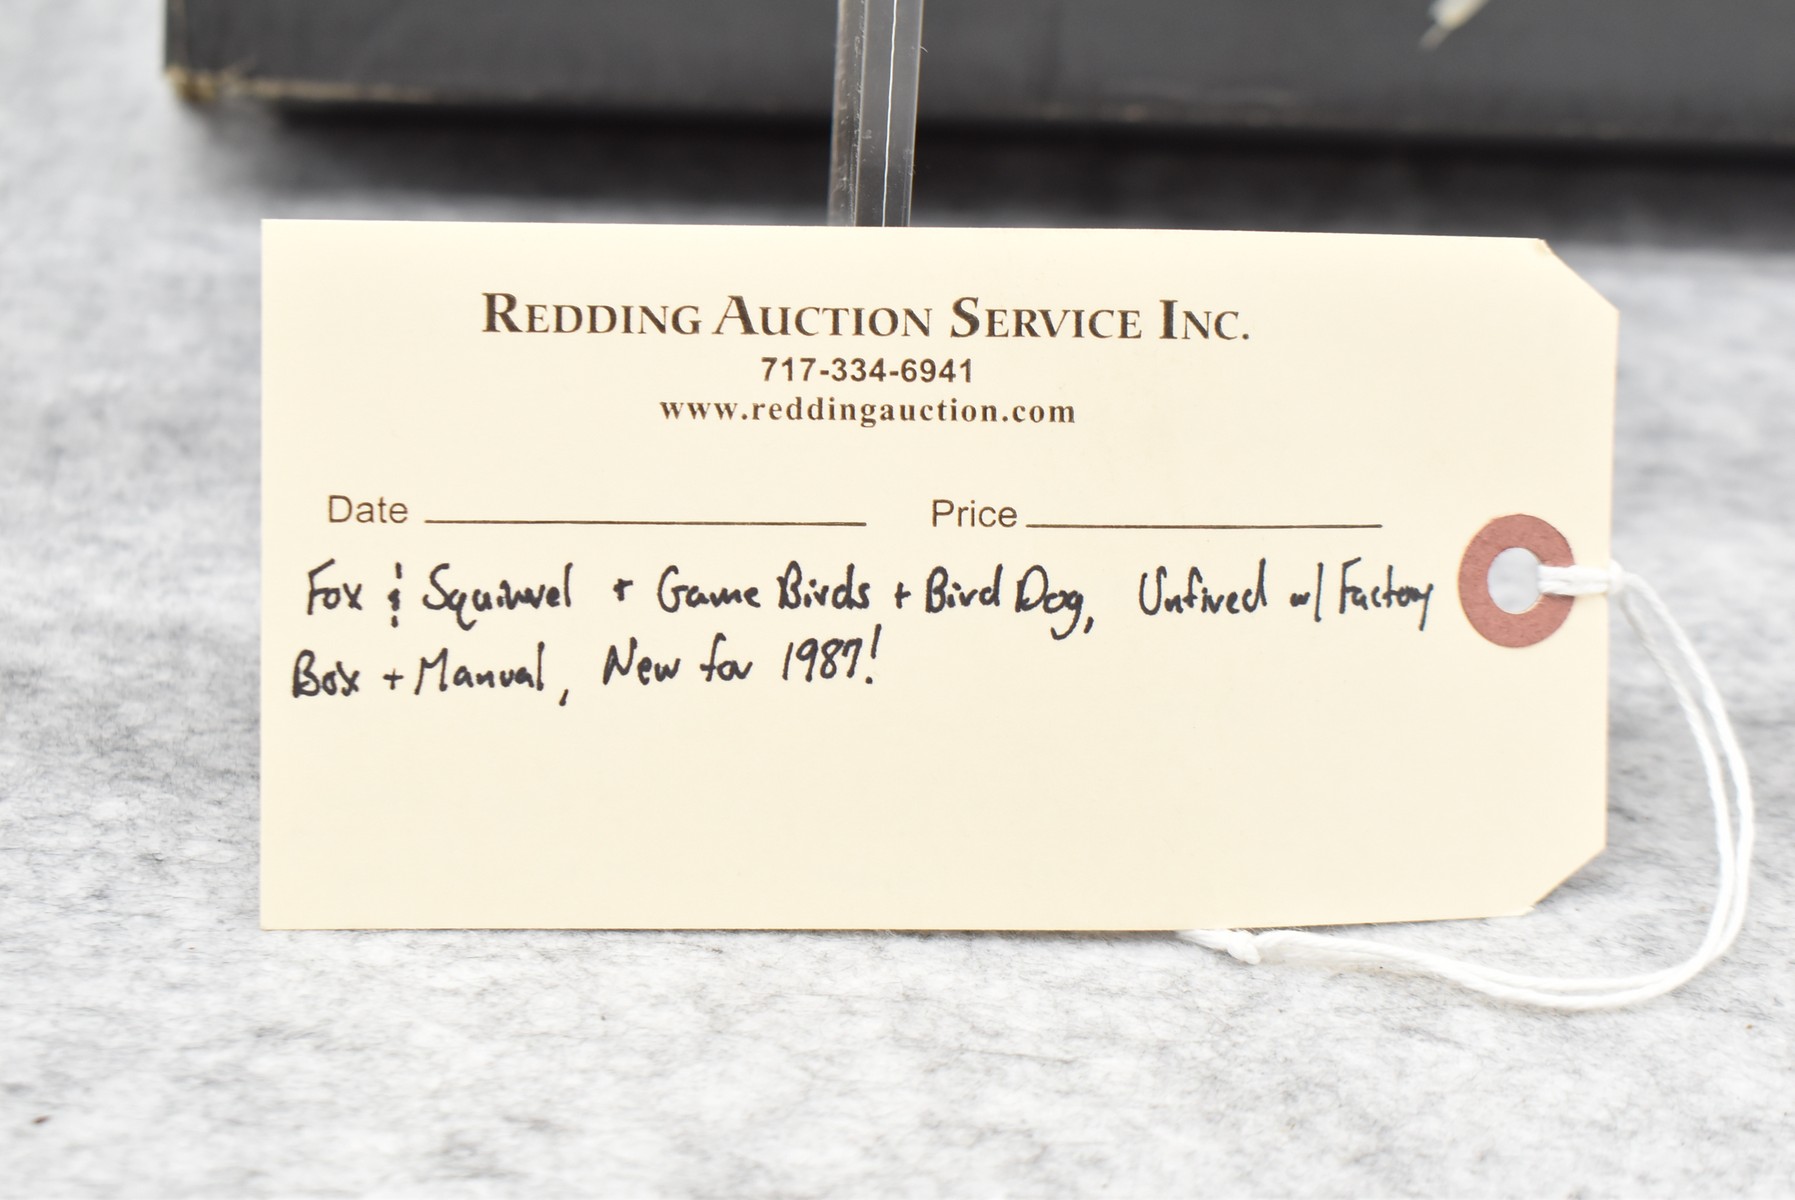 REDDING AUCTION SERVICE INC.
717-334-6941
www.reddingauction.com
Date Price
Fox & Squirrel + Game Birds + Bird Dog, Unfired w/ Factory
Box + Manual, New for 1987!